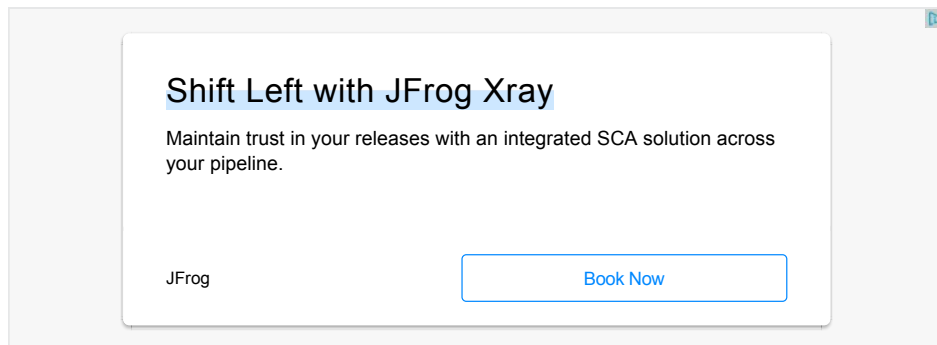 Shift Left with JFrog Xray
Maintain trust in your releases with an integrated SCA solution across
your pipeline.
JFrog
Book Now